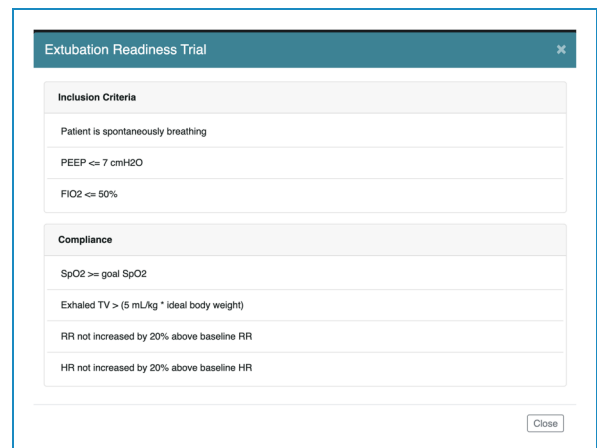 Extubation Readiness Trial ×
Inclusion Criteria
Patient is spontaneously breathing
PEEP <= 7 cmH2O
FIO2 <= 50%
Compliance
SpO2 >= goal SpO2
Exhaled TV > (5 mL/kg * ideal body weight)
RR not increased by 20% above baseline RR
HR not increased by 20% above baseline HR
Close